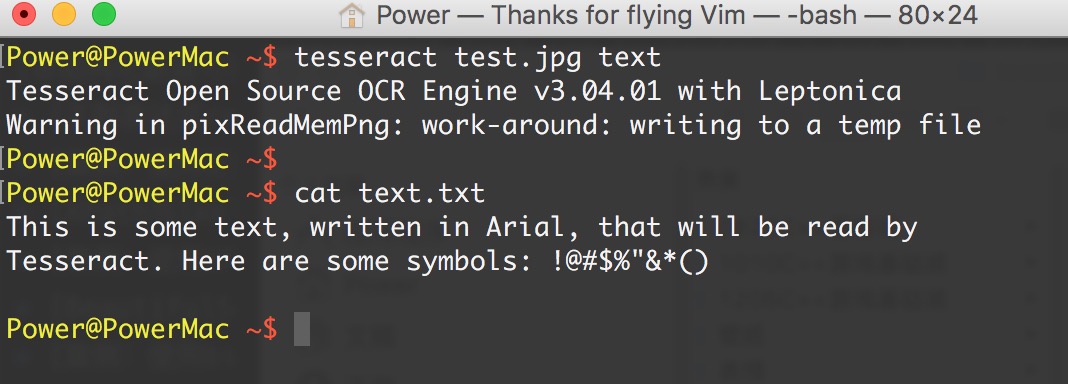 Power — Thanks for flying Vim — -bash — 80×24
Power@PowerMac ~$ tesseract test.jpg text
Tesseract Open Source OCR Engine v3.04.01 with Leptonica
Warning in pixReadMemPng: work-around: writing to a temp file
Power@PowerMac ~$
Power@PowerMac ~$ cat text.txt
This is some text, written in Arial, that will be read by
Tesseract. Here are some symbols: !@#$%"&*()
Power@PowerMac ~$